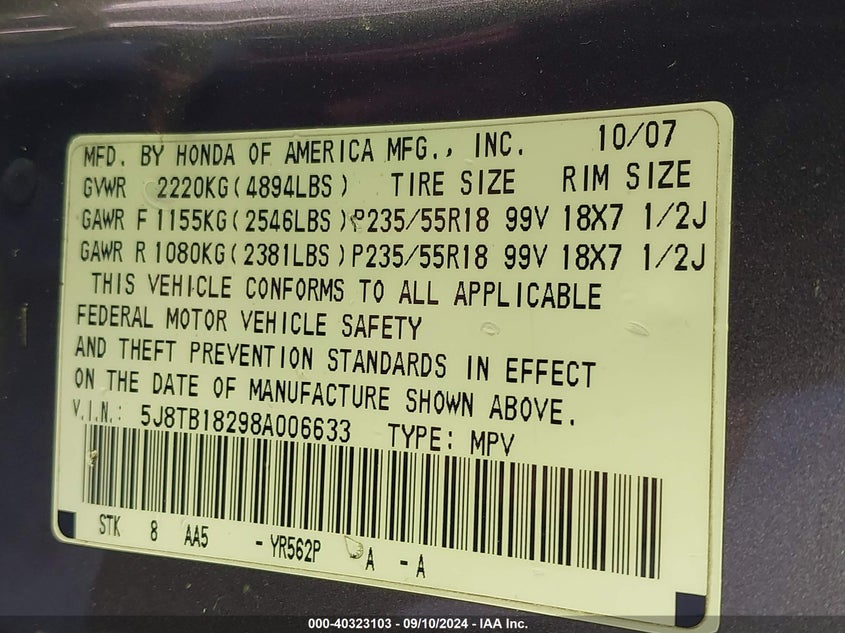 MFD. BY HONDA OF AMERICA MFG., INC. 10/07
GVWR 2220KG(4894LBS) TIRE SIZE RIM SIZE
GAWR F 1155KG(2546LBS) P235/55R18 99V 18X7 1/2J
GAWR R 1080KG(2381LBS) P235/55R18 99V 18X7 1/2J
THIS VEHICLE CONFORMS TO ALL APPLICABLE
FEDERAL MOTOR VEHICLE SAFETY
AND THEFT PREVENTION STANDARDS IN EFFECT
ON THE DATE OF MANUFACTURE SHOWN ABOVE.
V.I.N.: 5J8TB18298A006633 TYPE: MPV
STK 8 AA5 - YR562P A - A
000-40323103 - 09/10/2024 - IAA Inc.